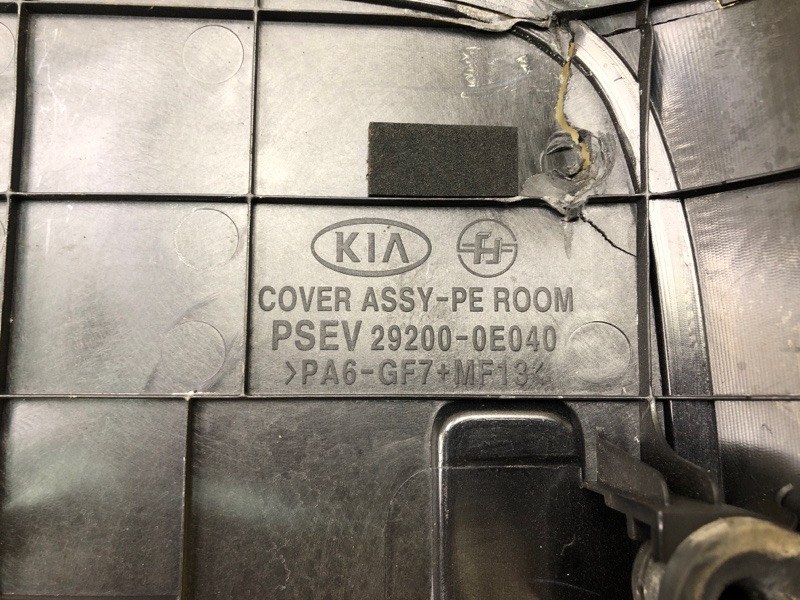 KIA
COVER ASSY-PE ROOM
PSEV 29200-0E040
>PA6-GF7+MF13<